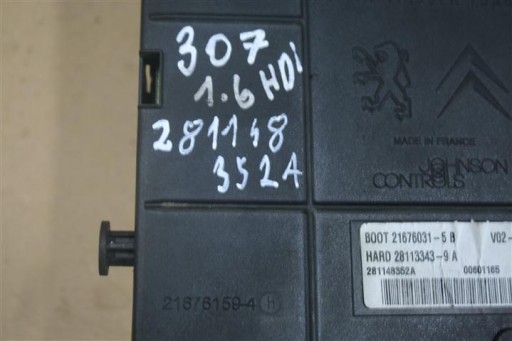 307
1.6 HDi
281148
352A
MADE IN FRANCE
JOHNSON
CONTROLS
BOOT 21676031-5 B V02-
HARD 28113343-9 A
281148352A 00601165
21676159-4 H